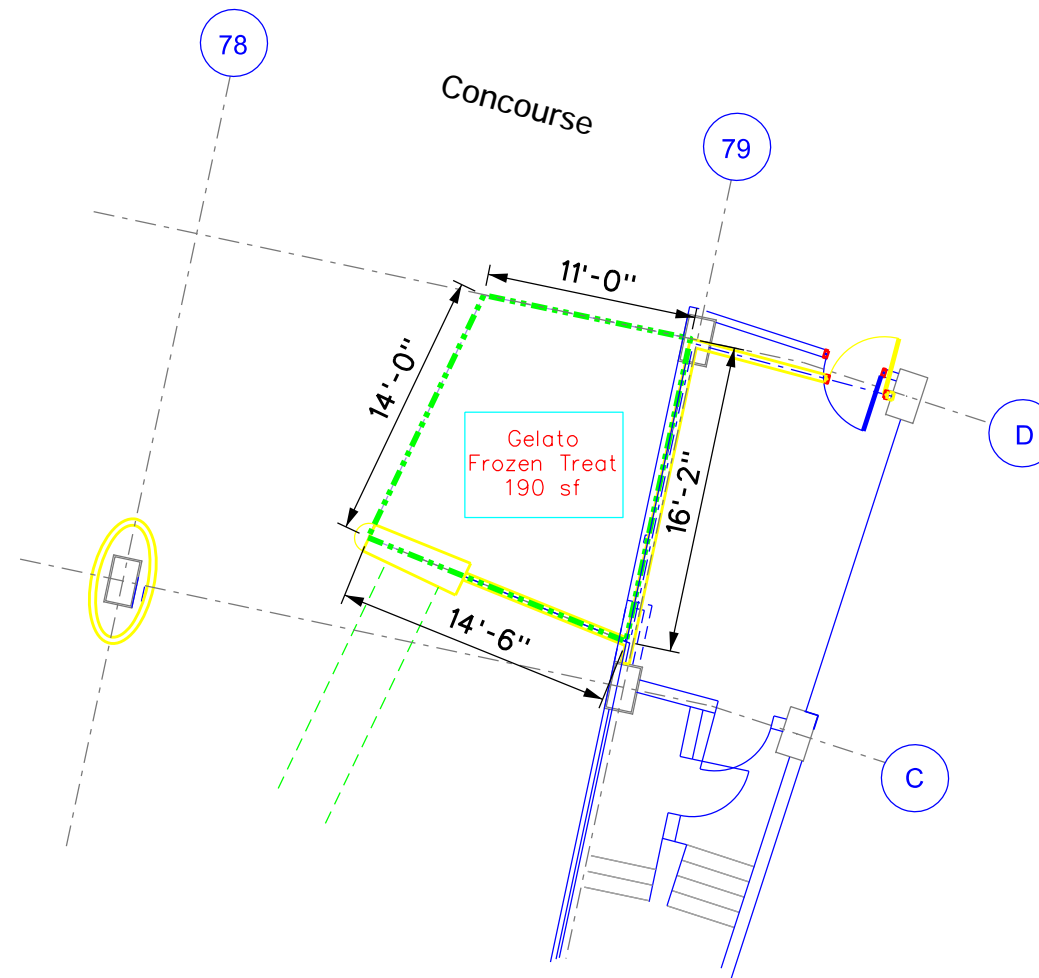 78
Concourse
79
11'-0''
14'-0''
Gelato
Frozen Treat
190 sf
16'-2''
D
14'-6''
C